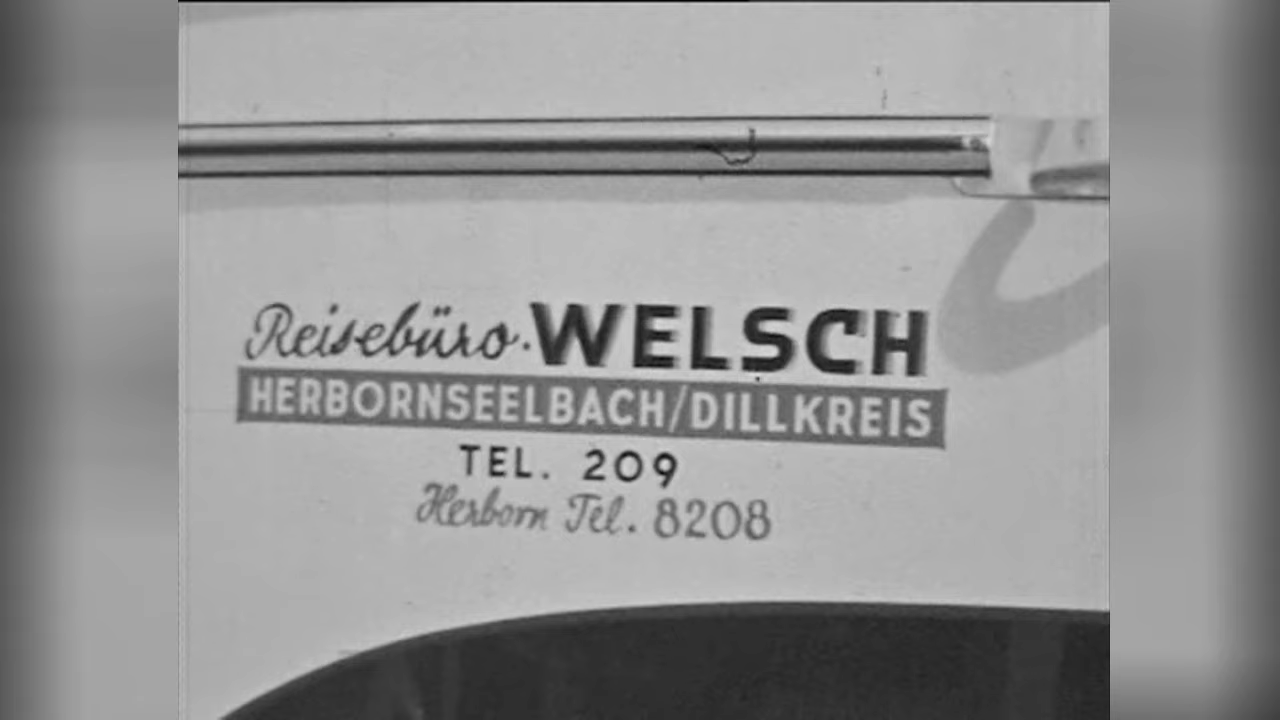 Reisebüro · WELSCH
HERBORNSEELBACH/DILLKREIS
TEL. 209
Herborn Tel. 8208